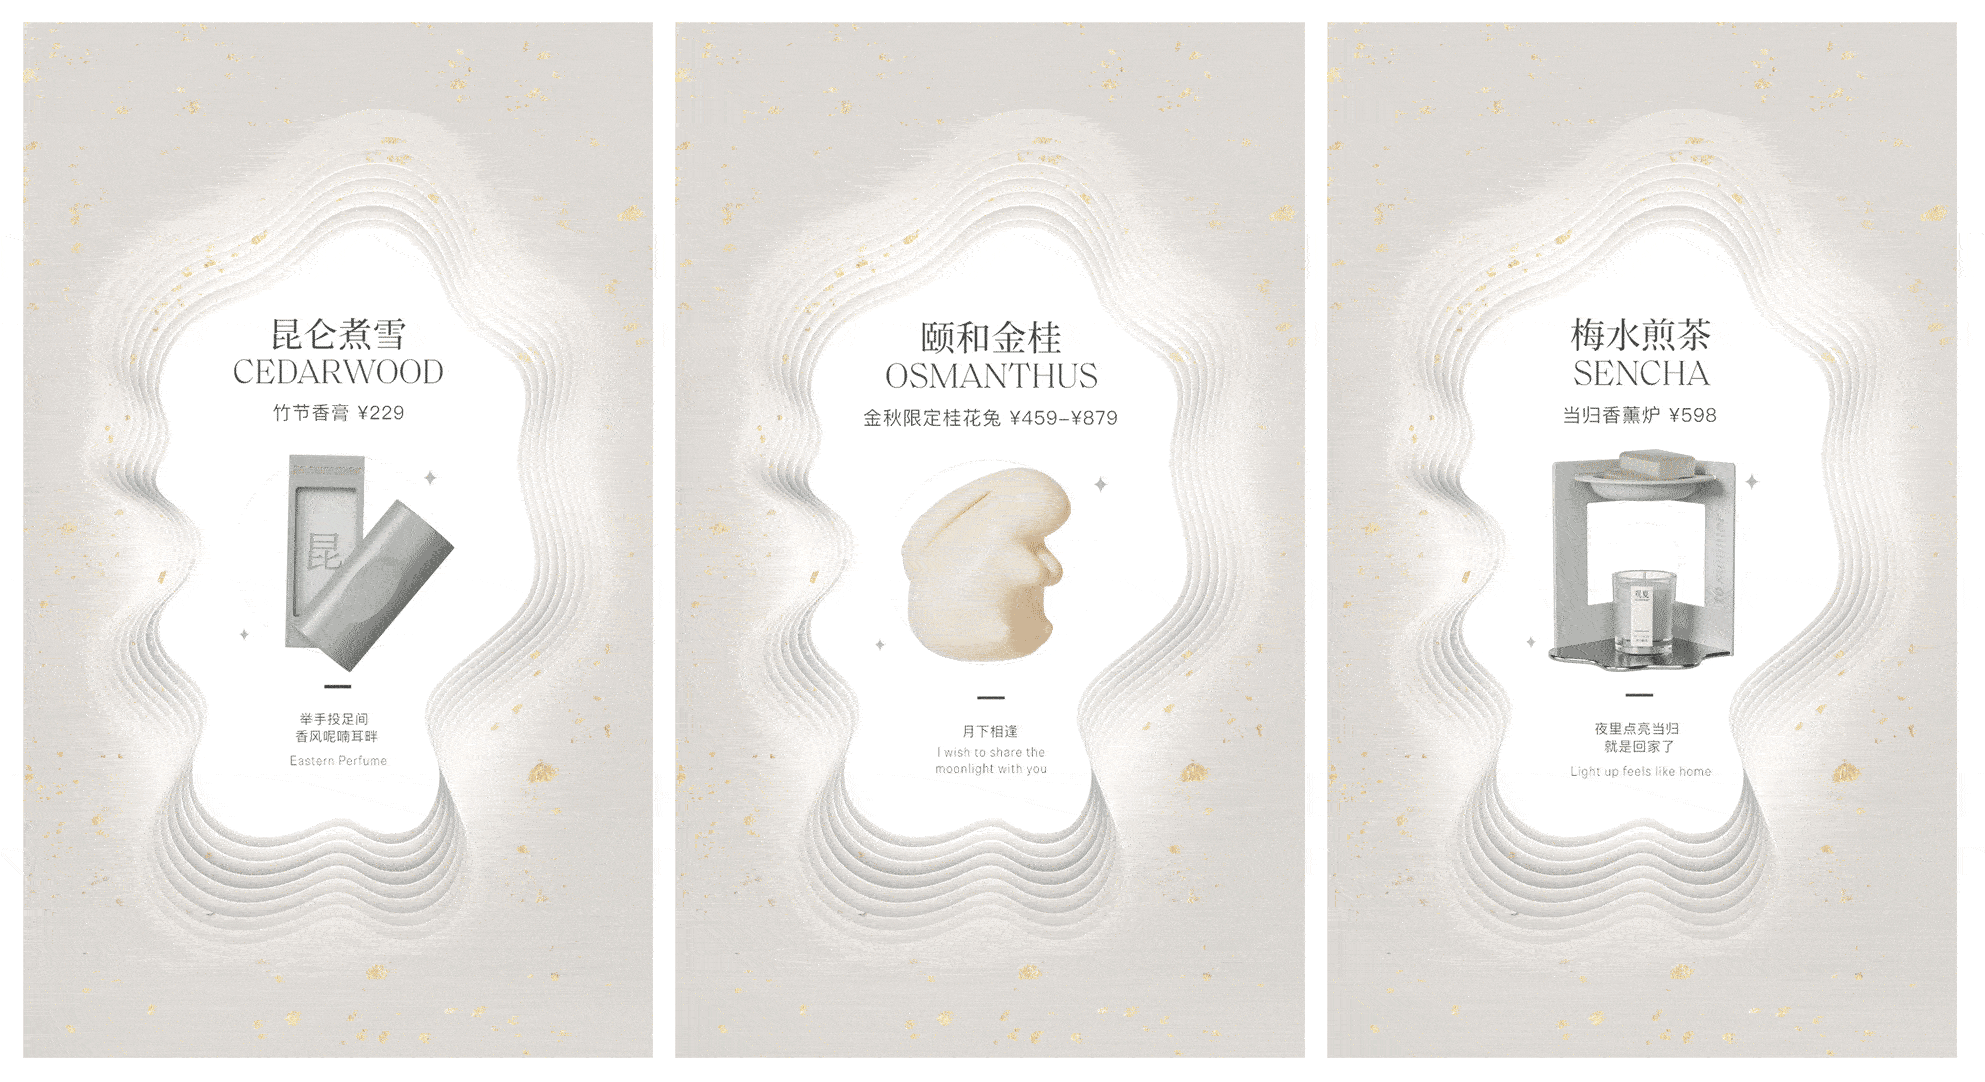 昆仑煮雪
CEDARWOOD
竹节香膏 ¥229
昆
举手投足间
香风呢喃耳畔
Eastern Perfume
颐和金桂
OSMANTHUS
金秋限定桂花兔 ¥459-¥879
月下相逢
I wish to share the
moonlight with you
梅水煎茶
SENCHA
当归香薰炉 ¥598
to summer
观夏
夜里点亮当归
就是回家了
Light up feels like home